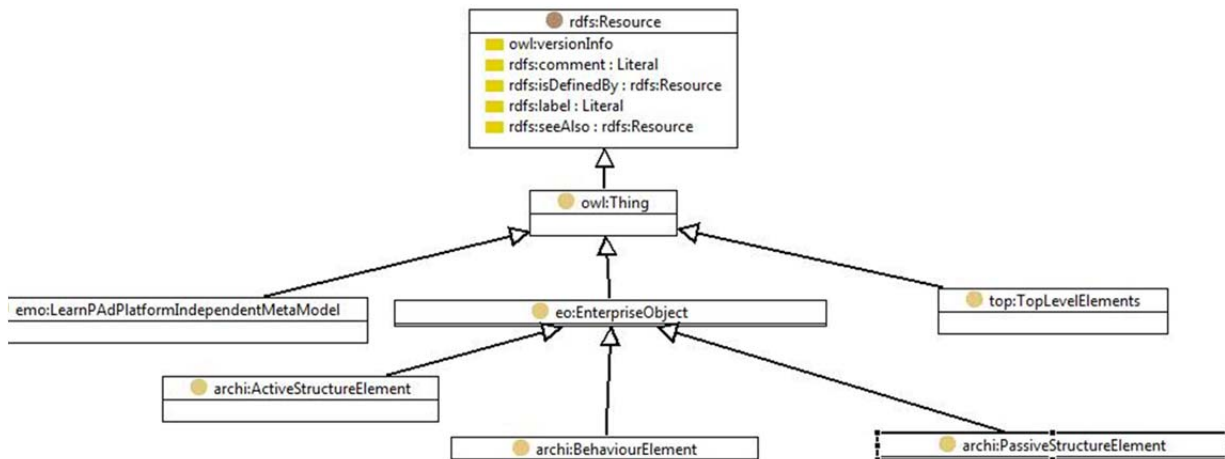 rdfs:Resource
owl:versionInfo
rdfs:comment : Literal
rdfs:isDefinedBy : rdfs:Resource
rdfs:label : Literal
rdfs:seeAlso : rdfs:Resource
owl:Thing
emo:LearnPAdPlatformIndependentMetaModel
eo:EnterpriseObject
top:TopLevelElements
archi:ActiveStructureElement
archi:BehaviourElement
archi:PassiveStructureElement